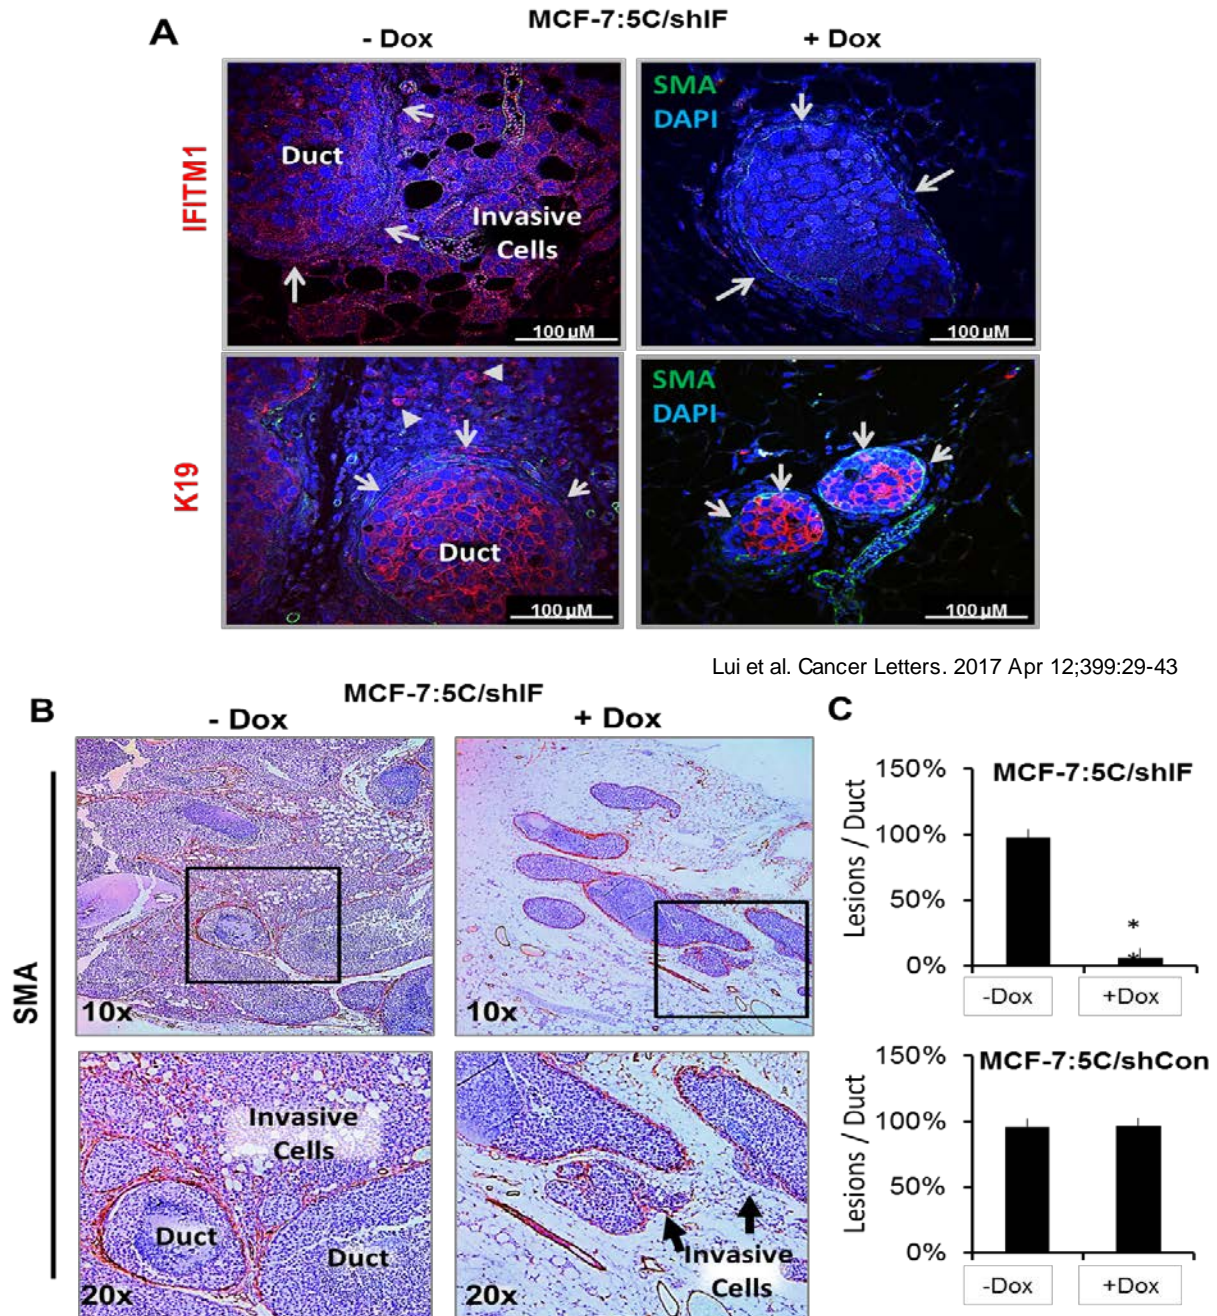 A
MCF-7:5C/shIF
- Dox
+ Dox
IFITM1
Duct
Invasive
Cells
100 µM
SMA
DAPI
100 µM
K19
Duct
100 µM
SMA
DAPI
100 µM
Lui et al. Cancer Letters. 2017 Apr 12;399:29-43
B
MCF-7:5C/shIF
- Dox
+ Dox
SMA
10x
10x
Invasive
Cells
Duct
Duct
20x
Invasive
Cells
20x
C
MCF-7:5C/shIF
Lesions / Duct
150%
100%
50%
0%
*
*
-Dox
+Dox
MCF-7:5C/shCon
Lesions / Duct
150%
100%
50%
0%
-Dox
+Dox